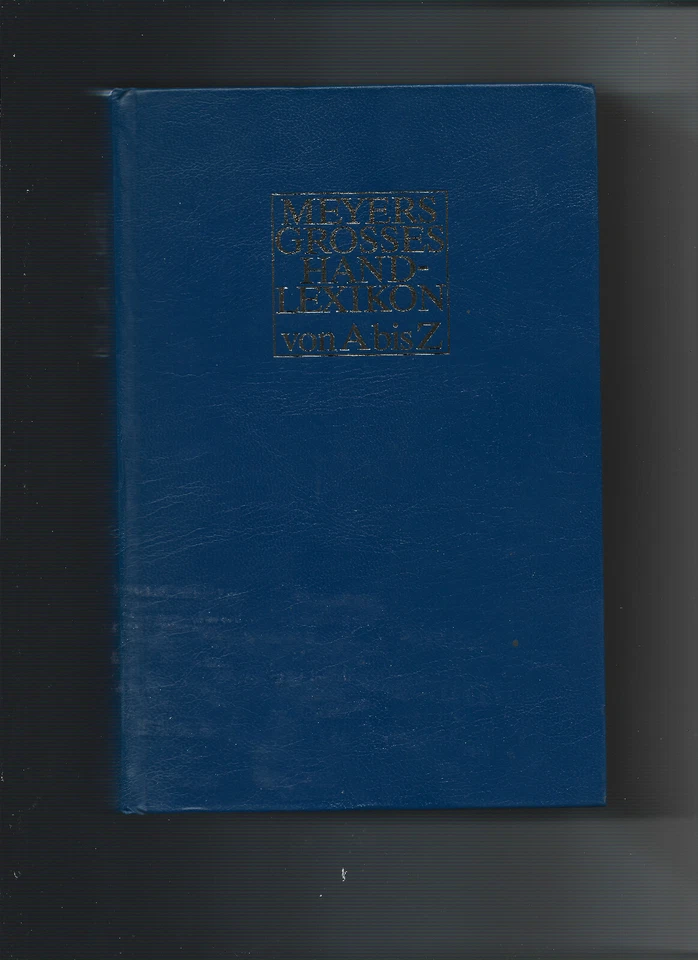 MEYERS
GROSSES
HAND-
LEXIKON
von A bis Z